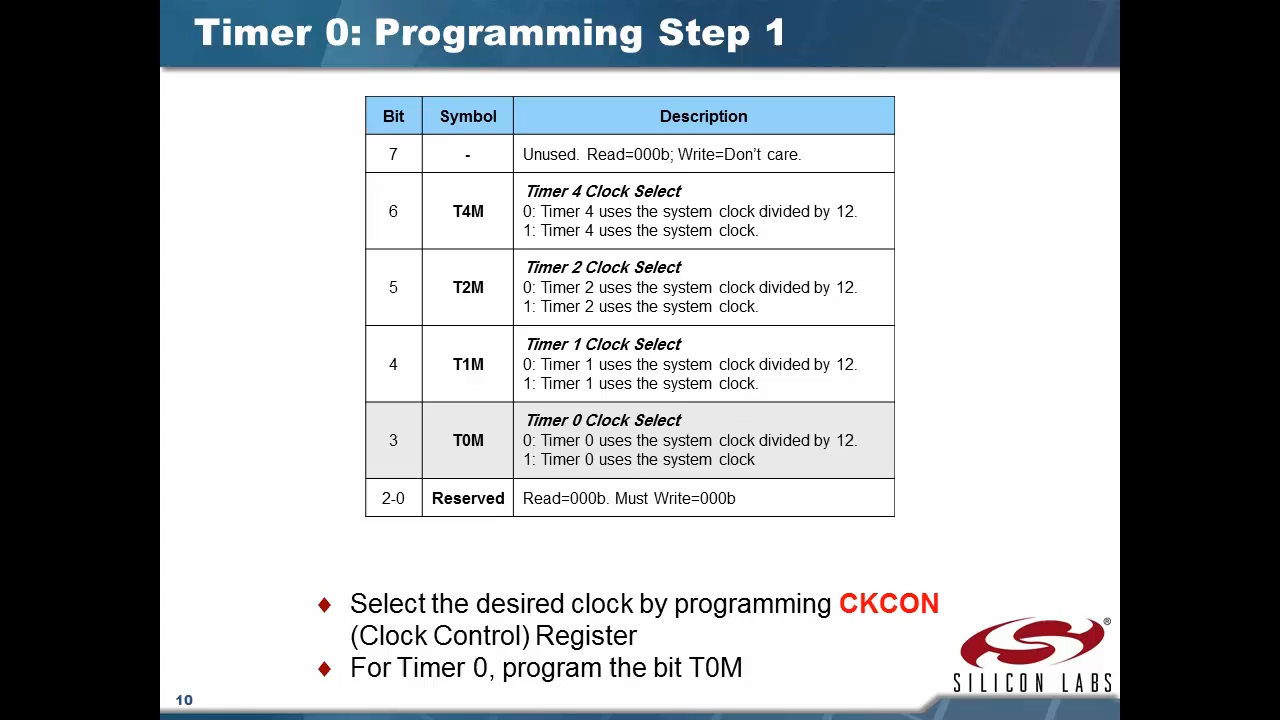 Timer 0: Programming Step 1
Bit Symbol Description
7 - Unused. Read=000b; Write=Don't care.
Timer 4 Clock Select
6 T4M 0: Timer 4 uses the system clock divided by 12.
1: Timer 4 uses the system clock.
Timer 2 Clock Select
5 T2M 0: Timer 2 uses the system clock divided by 12.
1: Timer 2 uses the system clock.
Timer 1 Clock Select
4 T1M 0: Timer 1 uses the system clock divided by 12.
1: Timer 1 uses the system clock.
Timer 0 Clock Select
3 T0M 0: Timer 0 uses the system clock divided by 12.
1: Timer 0 uses the system clock
2-0 Reserved Read=000b. Must Write=000b
♦ Select the desired clock by programming CKCON
(Clock Control) Register
♦ For Timer 0, program the bit T0M
®
SILICON LABS
10